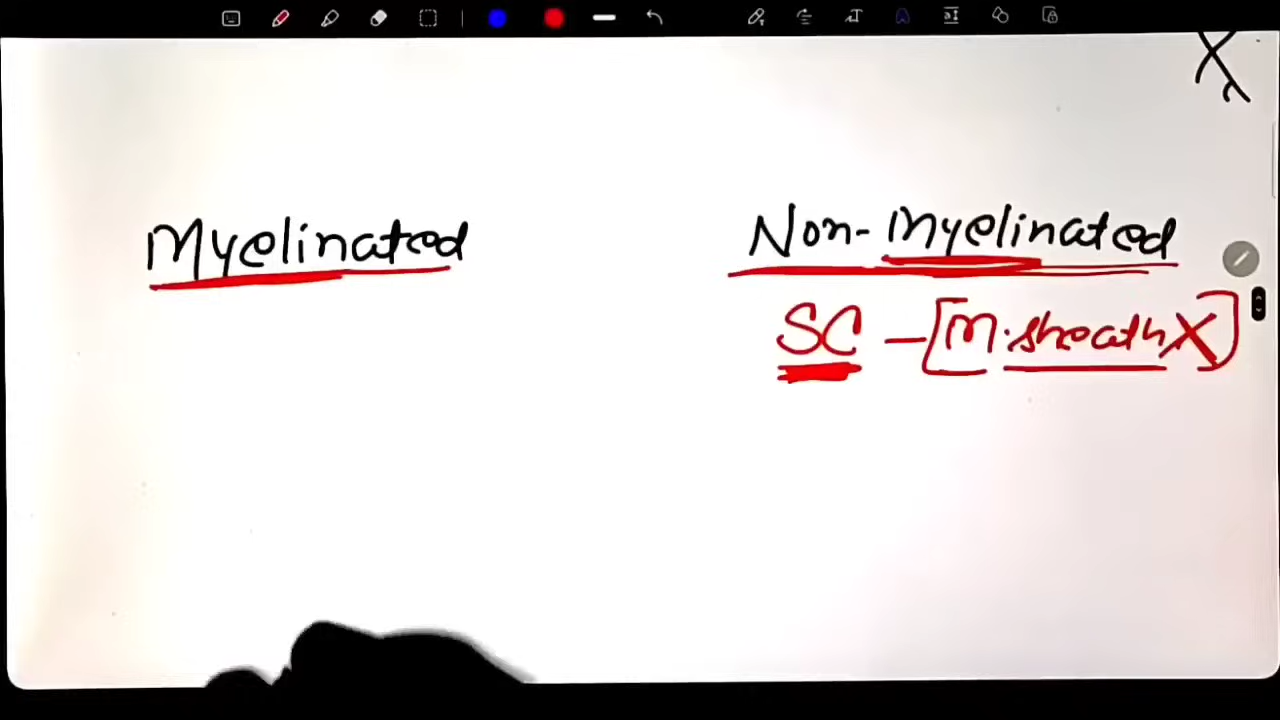 Myelinated
Non-Myelinated
SC – [M. sheath X]